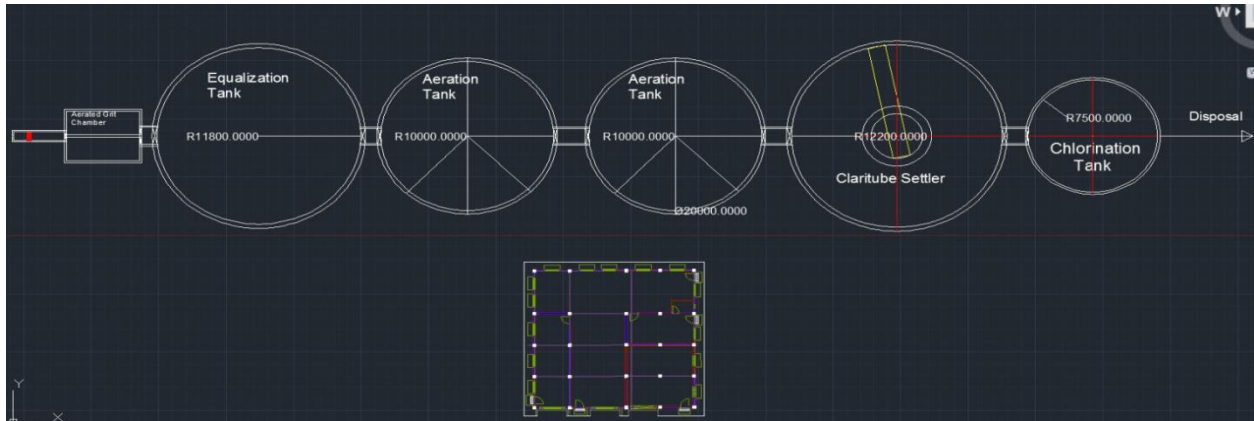 W
Equalization
Tank
Aeration
Tank
Aeration
Tank
Aerated Grit
Chamber
R11800.0000
R10000.0000
R10000.0000
R12200.0000
R7500.0000
Disposal
Chlorination
Tank
Claritube Settler
Ø20000.0000
Y
X